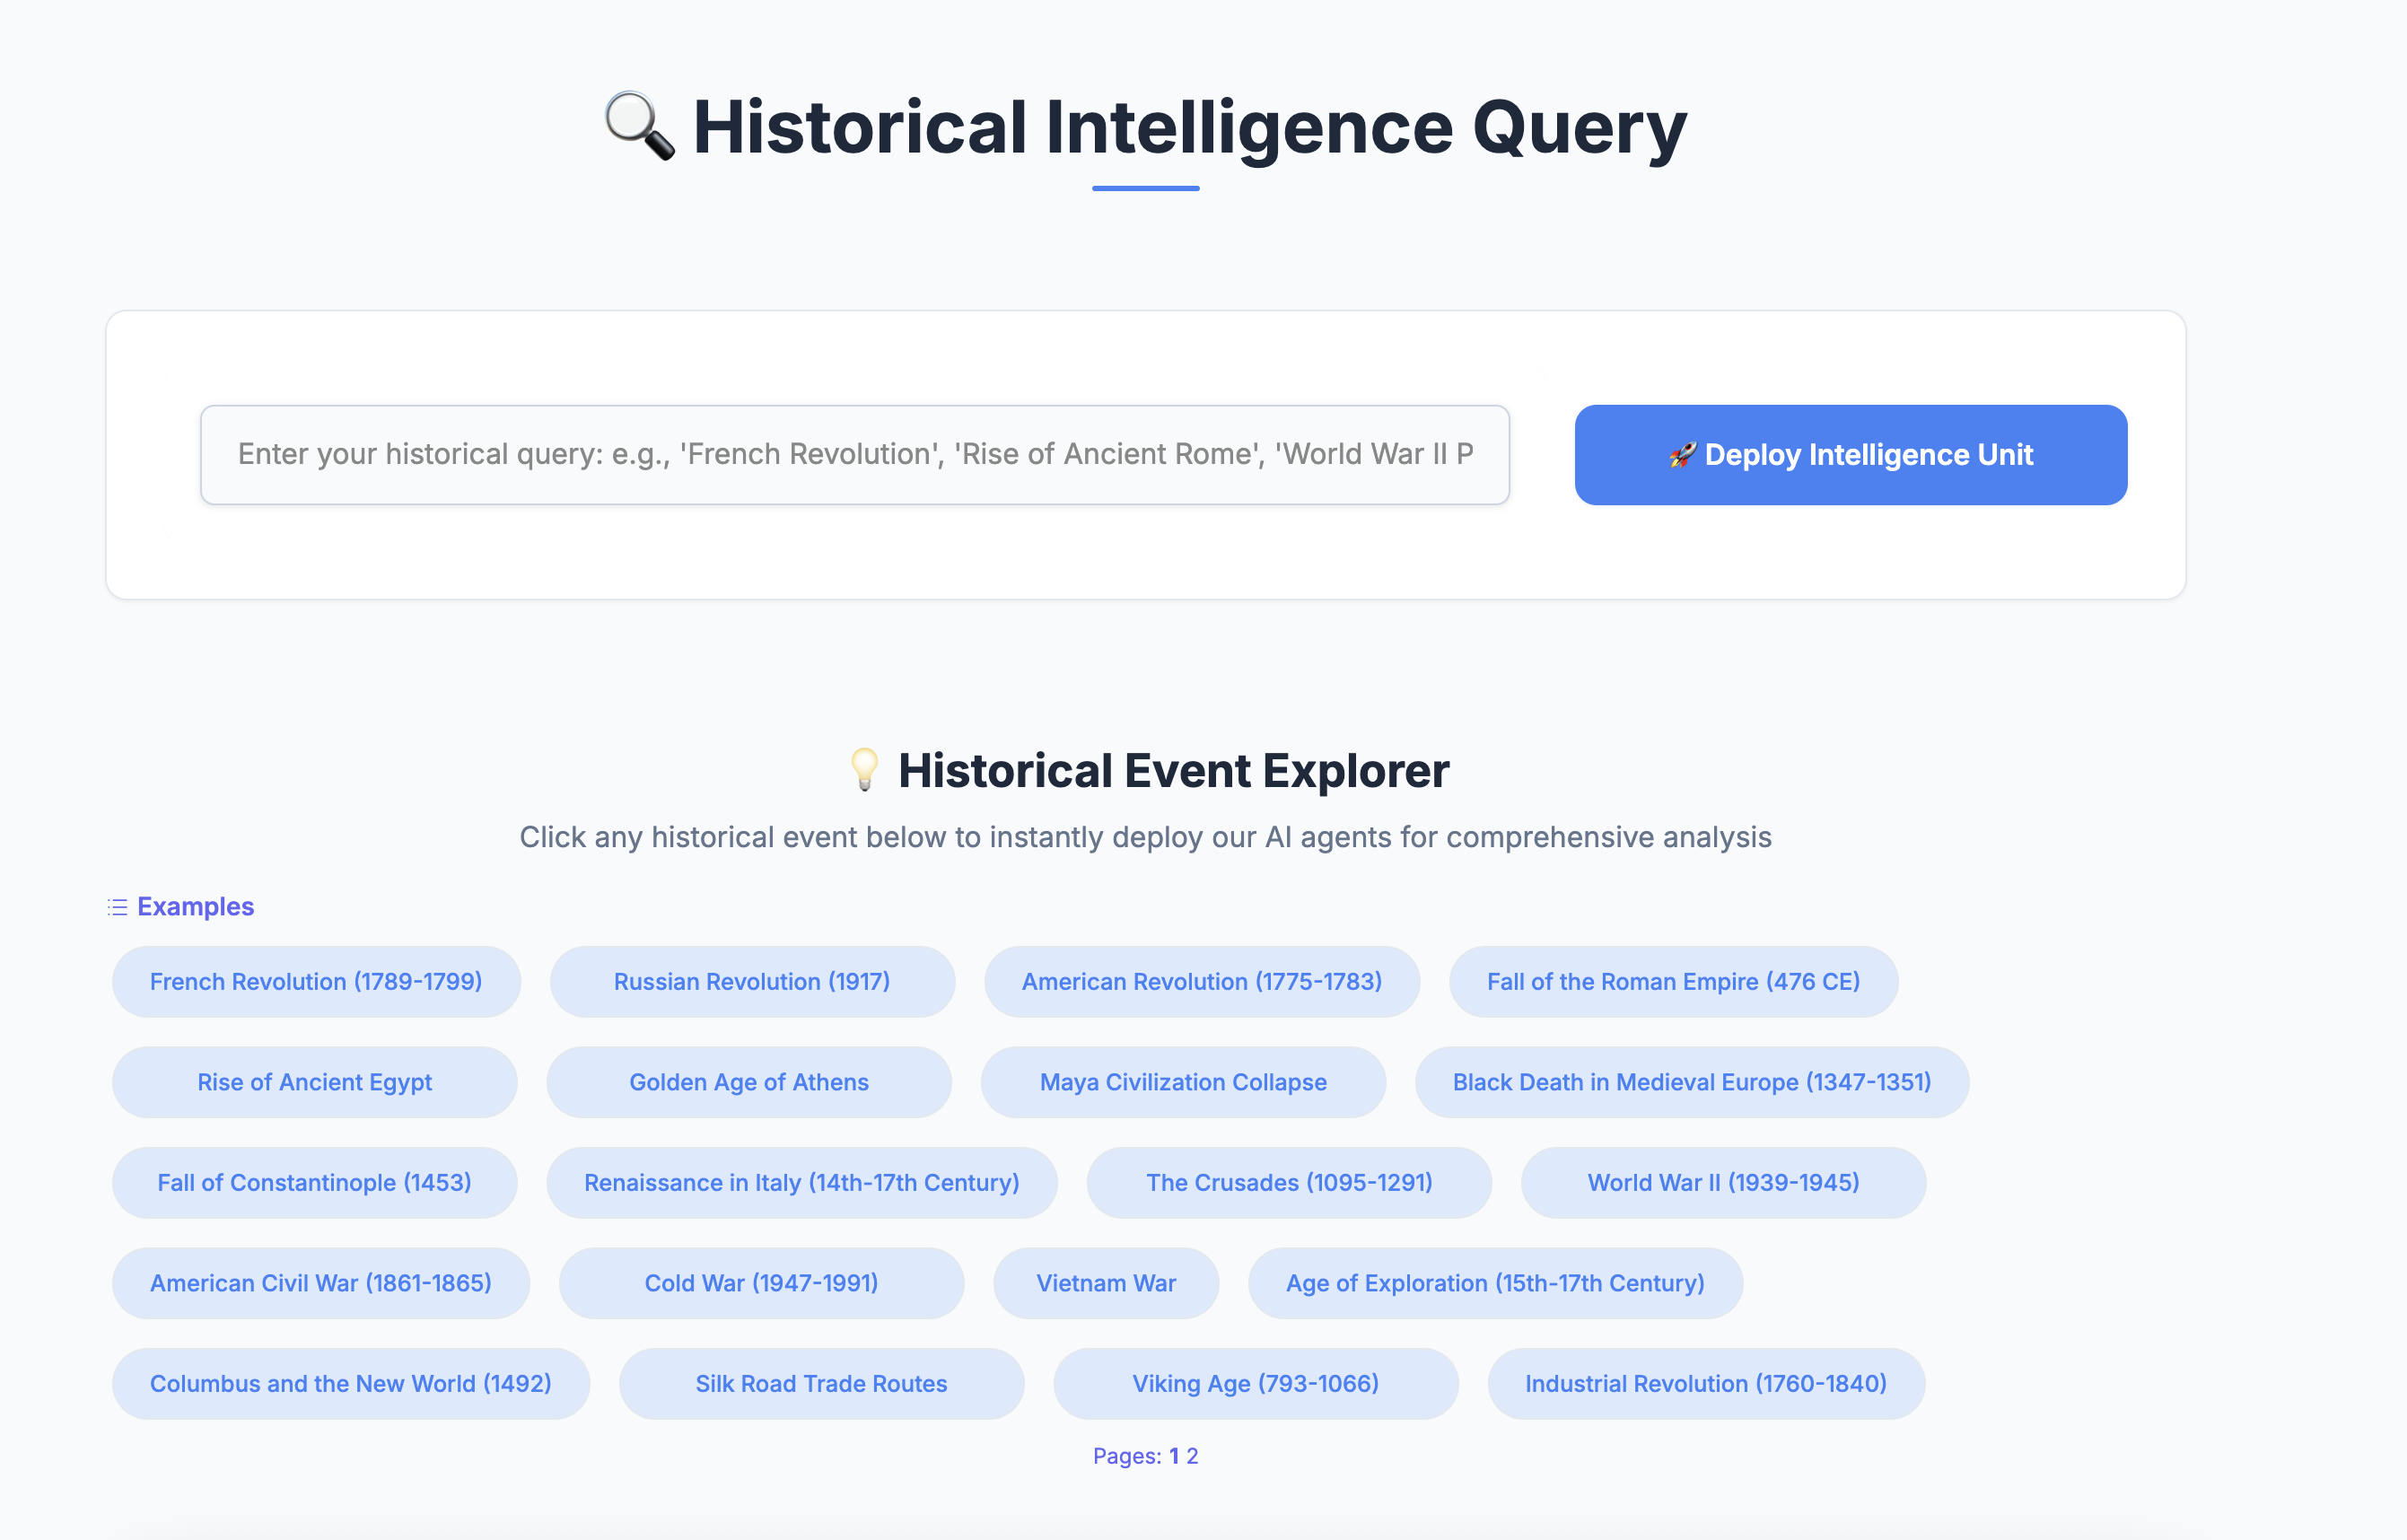 🔍 Historical Intelligence Query
Enter your historical query: e.g., 'French Revolution', 'Rise of Ancient Rome', 'World War II P
🚀 Deploy Intelligence Unit
💡 Historical Event Explorer
Click any historical event below to instantly deploy our AI agents for comprehensive analysis
Examples
French Revolution (1789-1799) Russian Revolution (1917) American Revolution (1775-1783) Fall of the Roman Empire (476 CE)
Rise of Ancient Egypt Golden Age of Athens Maya Civilization Collapse Black Death in Medieval Europe (1347-1351)
Fall of Constantinople (1453) Renaissance in Italy (14th-17th Century) The Crusades (1095-1291) World War II (1939-1945)
American Civil War (1861-1865) Cold War (1947-1991) Vietnam War Age of Exploration (15th-17th Century)
Columbus and the New World (1492) Silk Road Trade Routes Viking Age (793-1066) Industrial Revolution (1760-1840)
Pages: 1 2